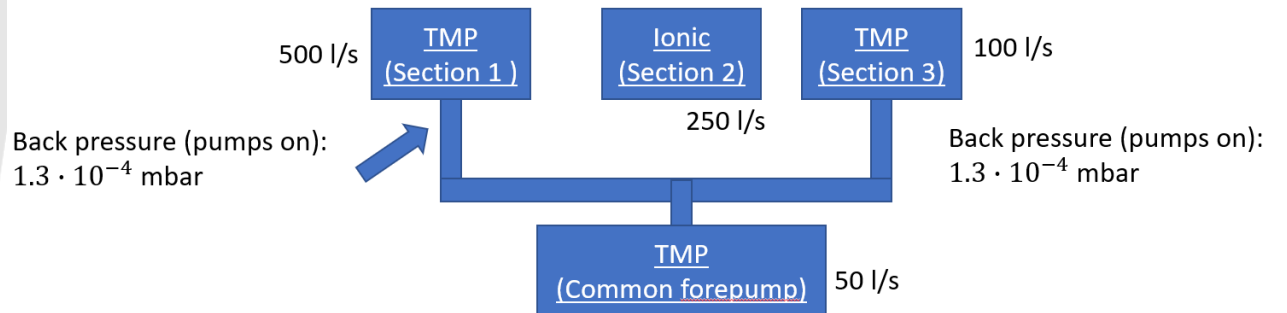 500 l/s
TMP
(Section 1 )
Ionic
(Section 2)
250 l/s
TMP
(Section 3)
100 l/s
Back pressure (pumps on):
1.3 · 10⁻⁴ mbar
Back pressure (pumps on):
1.3 · 10⁻⁴ mbar
TMP
(Common forepump)
50 l/s